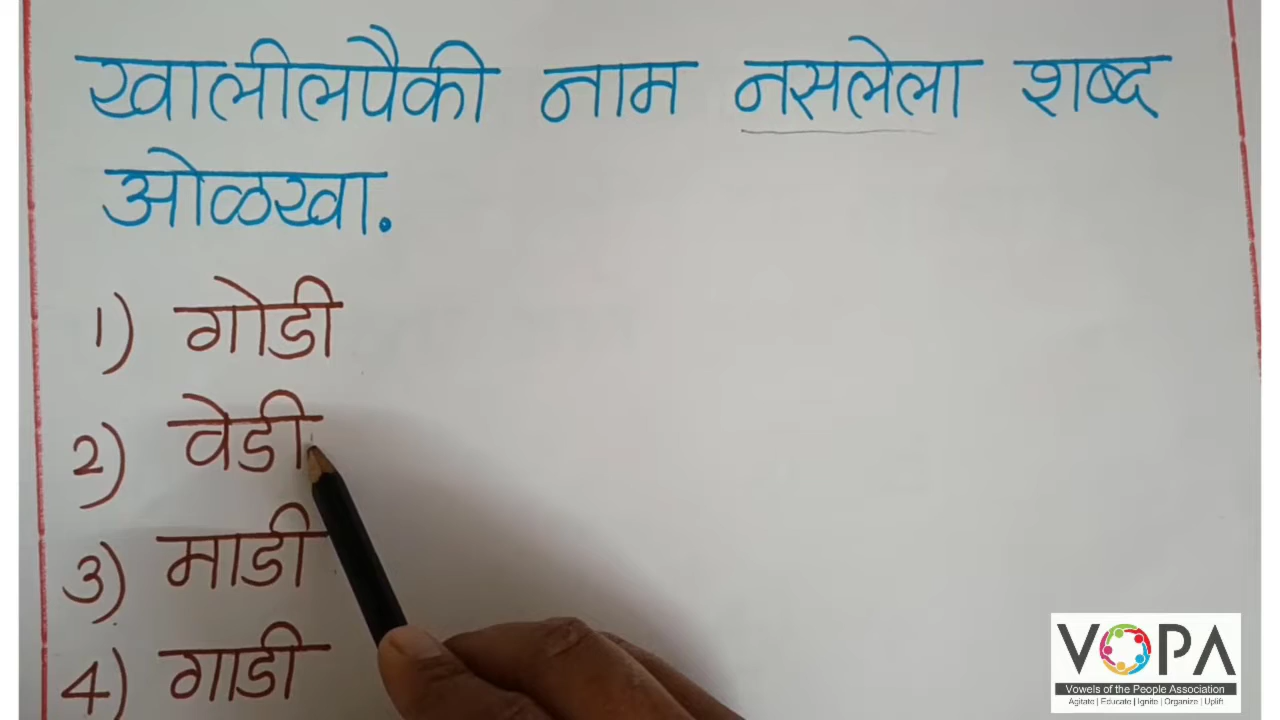 खालीलपैकी नाम नसलेला शब्द
ओळखा.
1) गोडी
2) वेडी
3) माडी
4) गाडी
VOPA
Vowels of the People Association
Agitate | Educate | Ignite | Organize | Uplift